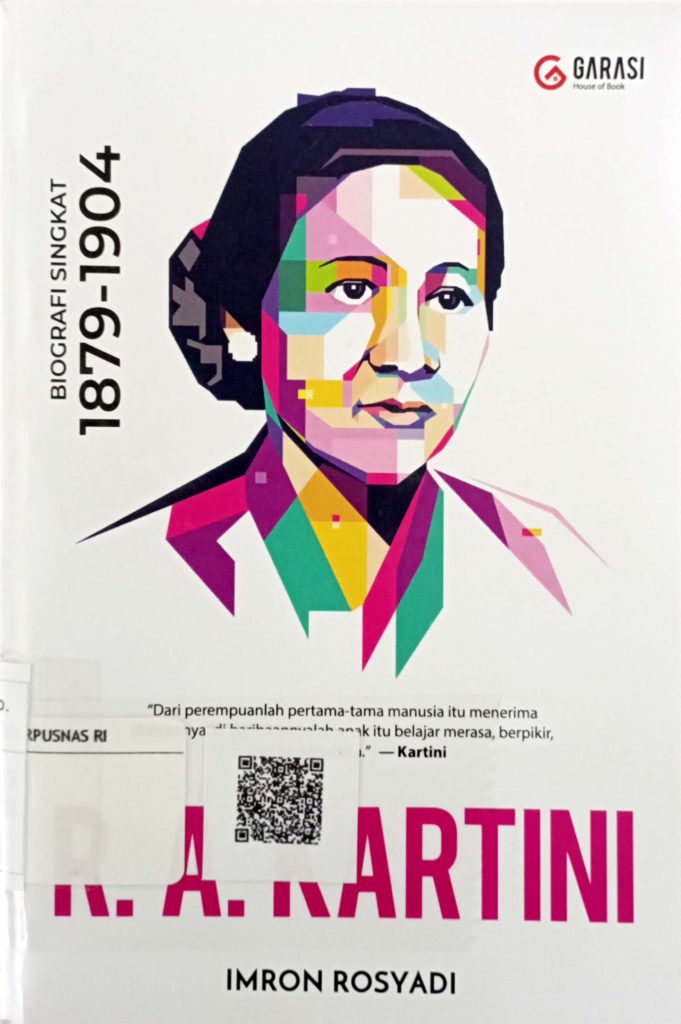 GARASI
House of Book
BIOGRAFI SINGKAT
1879-1904
"Dari perempuanlah pertama-tama manusia itu menerima
anak itu belajar merasa, berpikir,
— Kartini
RPUSNAS RI
R. A. KARTINI
IMRON ROSYADI